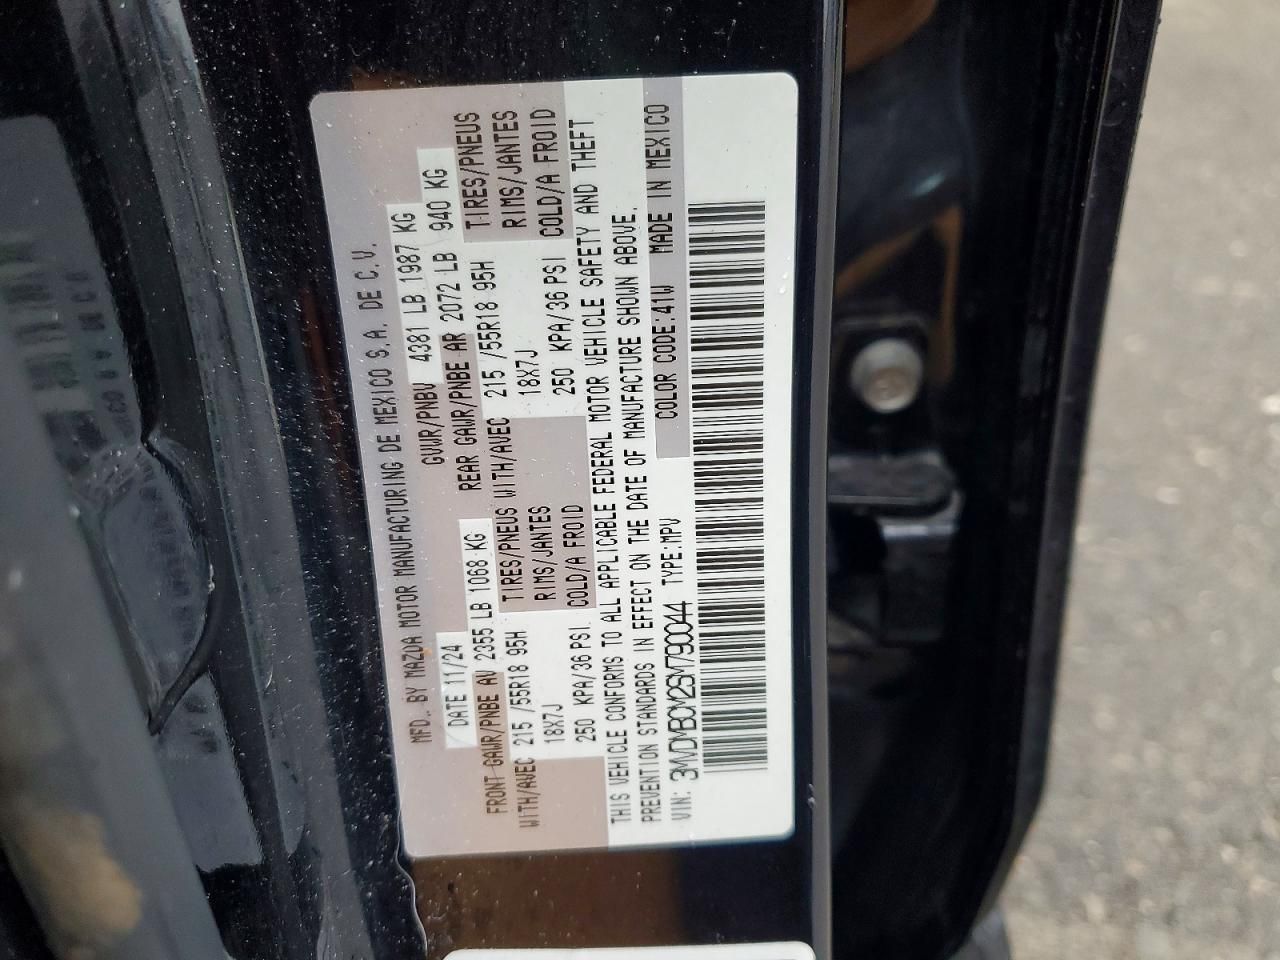 MFD. BY MAZDA MOTOR MANUFACTURING DE MEXICO S.A. DE C.V.
DATE 11/24 GVWR/PNBV 4381 LB 1987 KG
FRONT GAWR/PNBE AV 2355 LB 1068 KG REAR GAWR/PNBE AR 2072 LB 940 KG
WITH/AVEC 215 /55R18 95H TIRES/PNEUS WITH/AVEC 215 /55R18 95H TIRES/PNEUS
18X7J RIMS/JANTES 18X7J RIMS/JANTES
250 KPA/36 PSI. COLD/A FROID 250 KPA/36 PSI COLD/A FROID
THIS VEHICLE CONFORMS TO ALL APPLICABLE FEDERAL MOTOR VEHICLE SAFETY AND THEFT
PREVENTION STANDARDS IN EFFECT ON THE DATE OF MANUFACTURE SHOWN ABOVE.
VIN: 3MVDMBCM2SM790044 TYPE:MPV COLOR CODE:41W MADE IN MEXICO